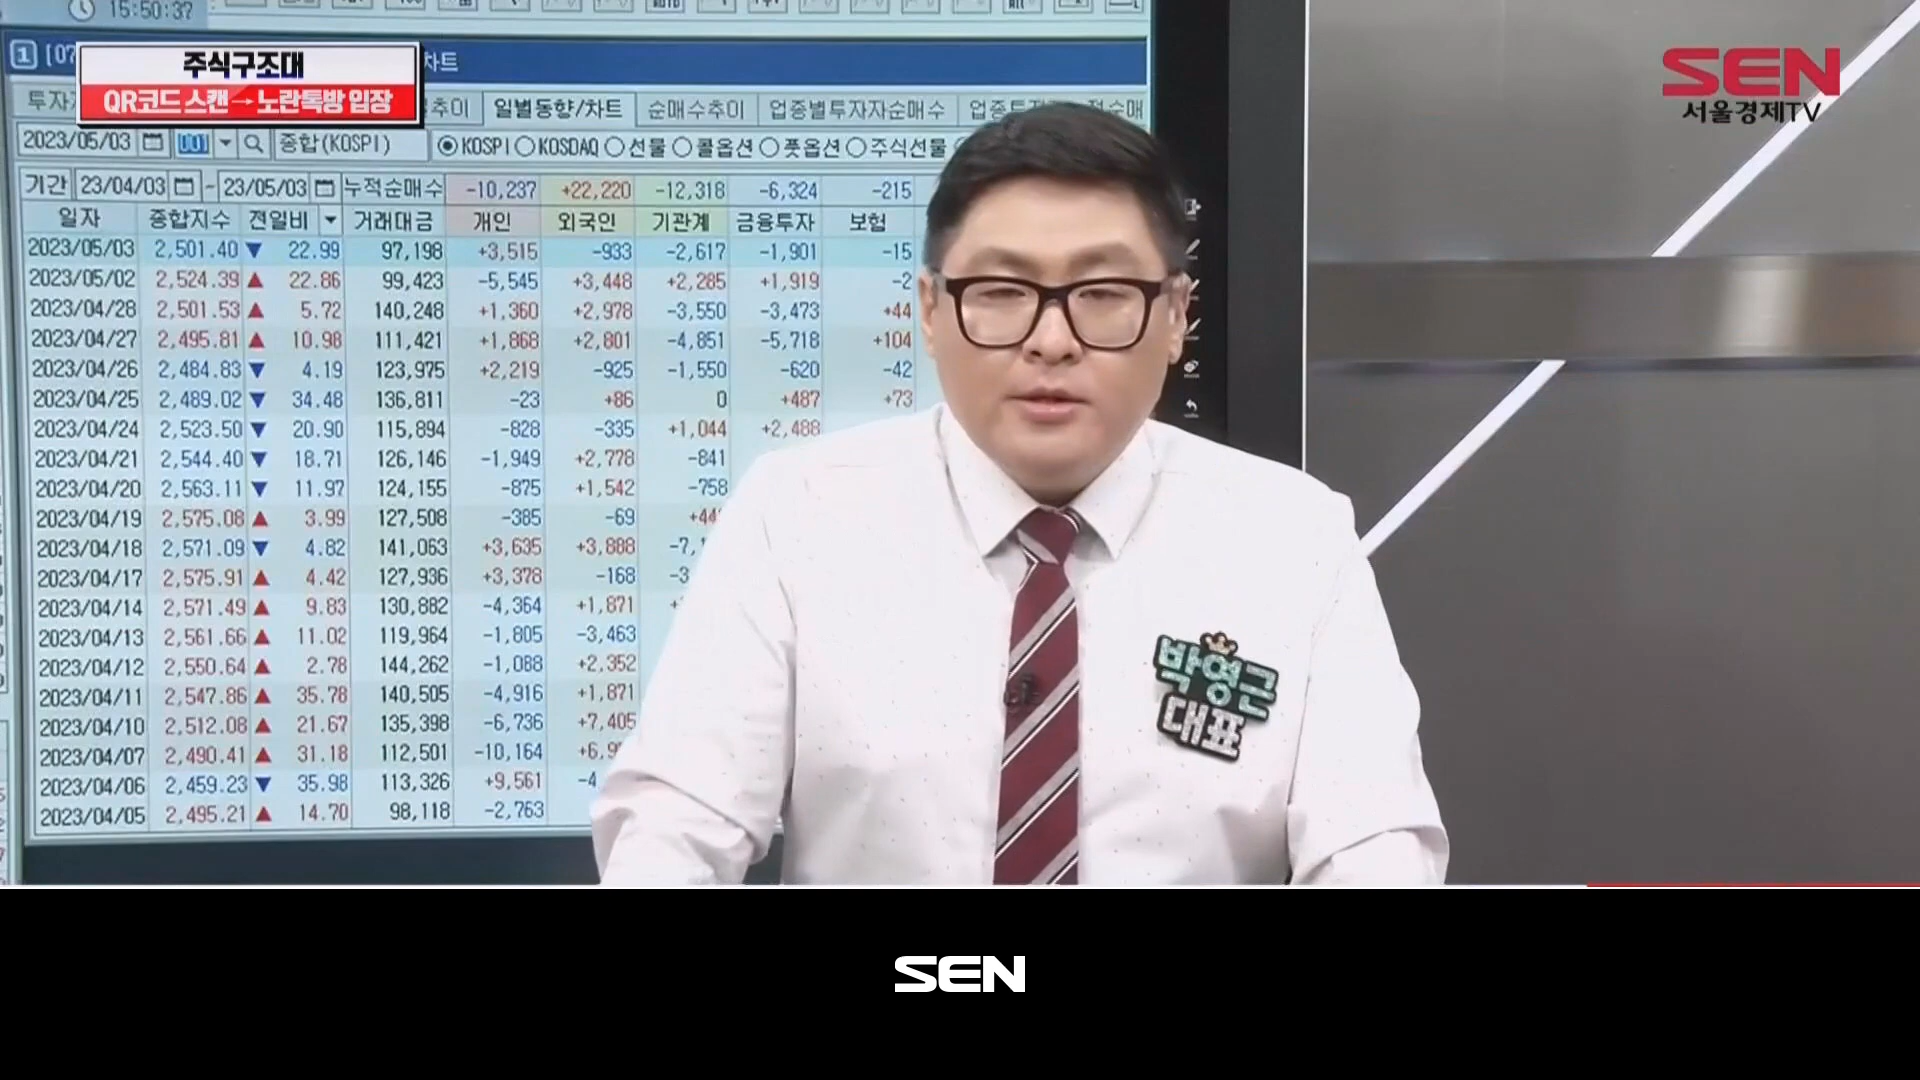 15:50:37
1 [07
차트
주식구조대
QR코드 스캔→노란톡방 입장
SEN
서울경제TV
투자자
추이 일별동향/차트 순매수추이 업종별투자자순매수
2023/05/03 001 종합(KOSPI) KOSPI KOSDAQ 선물 콜옵션 풋옵션 주식선물
기간 23/04/03 ~ 23/05/03 누적순매수 -10,237 +22,220 -12,318 -6,324 -215
일자 종합지수 전일비 ▼ 거래대금 개인 외국인 기관계 금융투자 보험
2023/05/03 2,501.40 ▼ 22.99 97,198 +3,515 -933 -2,617 -1,901 -15
2023/05/02 2,524.39 ▲ 22.86 99,423 -5,545 +3,448 +2,285 +1,919 -2
2023/04/28 2,501.53 ▲ 5.72 140,248 +1,360 +2,978 -3,550 -3,473 +44
2023/04/27 2,495.81 ▲ 10.98 111,421 +1,868 +2,801 -4,851 -5,718 +104
2023/04/26 2,484.83 ▼ 4.19 123,975 +2,219 -925 -1,550 -620 -42
2023/04/25 2,489.02 ▼ 34.48 136,811 -23 +86 0 +487 +73
2023/04/24 2,523.50 ▼ 20.90 115,894 -828 -335 +1,044 +2,488
2023/04/21 2,544.40 ▼ 18.71 126,146 -1,949 +2,778 -841
2023/04/20 2,563.11 ▼ 11.97 124,155 -875 +1,542 -758
2023/04/19 2,575.08 ▲ 3.99 127,508 -385 -69 +44
2023/04/18 2,571.09 ▼ 4.82 141,063 +3,635 +3,888 -7,
2023/04/17 2,575.91 ▲ 4.42 127,936 +3,378 -168 -3
2023/04/14 2,571.49 ▲ 9.83 130,882 -4,364 +1,871
2023/04/13 2,561.66 ▲ 11.02 119,964 -1,805 -3,463
2023/04/12 2,550.64 ▲ 2.78 144,262 -1,088 +2,352
2023/04/11 2,547.86 ▲ 35.78 140,505 -4,916 +1,871
2023/04/10 2,512.08 ▲ 21.67 135,398 -6,736 +7,405
2023/04/07 2,490.41 ▲ 31.18 112,501 -10,164 +6,9
2023/04/06 2,459.23 ▼ 35.98 113,326 +9,561 -4
2023/04/05 2,495.21 ▲ 14.70 98,118 -2,763
박영근
대표
SEN